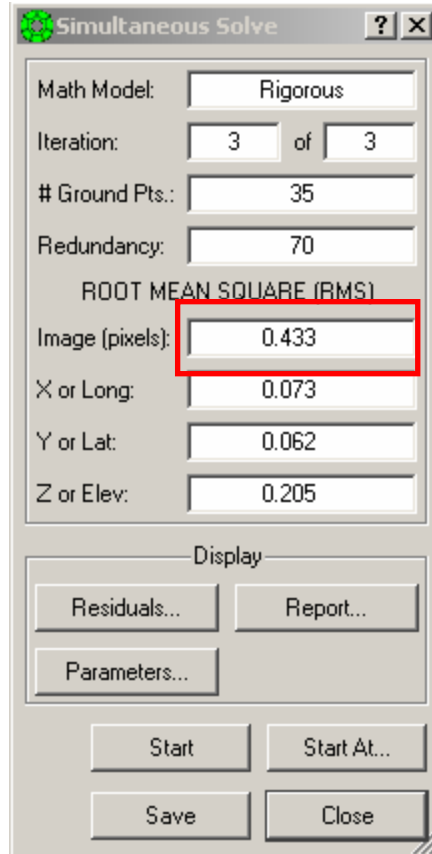 Simultaneous Solve ? X
Math Model: Rigorous
Iteration: 3 of 3
# Ground Pts.: 35
Redundancy: 70
ROOT MEAN SQUARE (RMS)
Image (pixels): 0.433
X or Long: 0.073
Y or Lat: 0.062
Z or Elev: 0.205
Display
Residuals... Report...
Parameters...
Start Start At...
Save Close